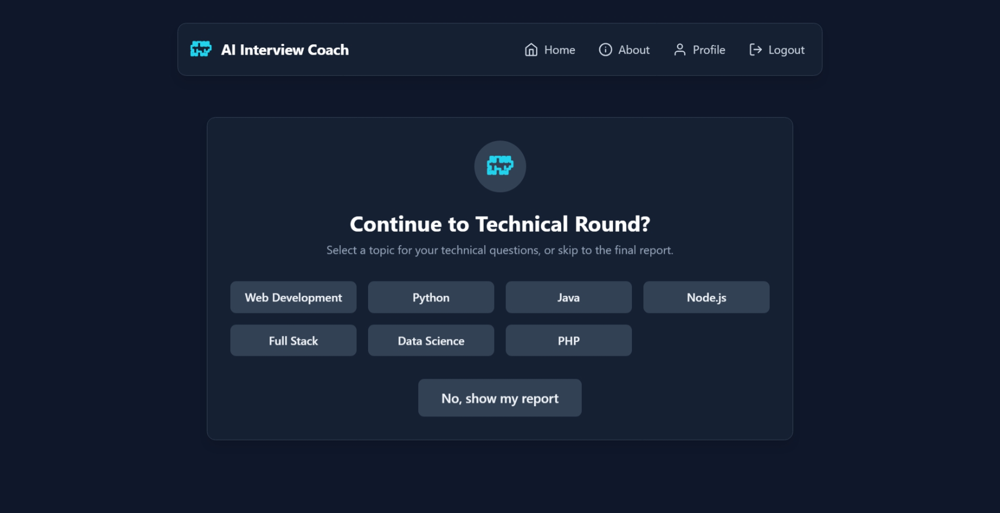 AI Interview Coach
Home
About
Profile
Logout
Continue to Technical Round?
Select a topic for your technical questions, or skip to the final report.
Web Development
Python
Java
Node.js
Full Stack
Data Science
PHP
No, show my report